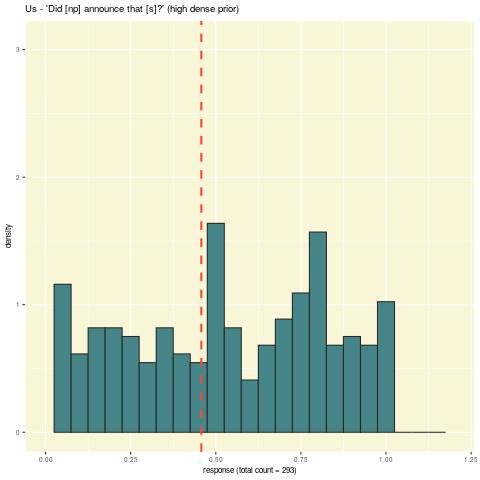 Us - 'Did [np] announce that [s]?' (high dense prior)
3
2
1
0
density
0.00 0.25 0.50 0.75 1.00 1.25
response (total count = 293)